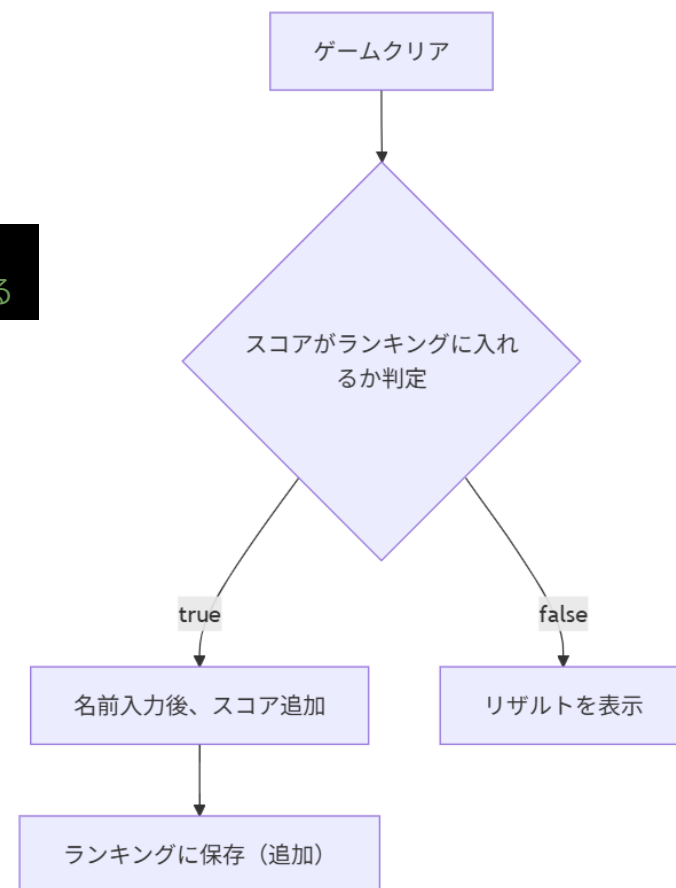 ゲームクリア
る
スコアがランキングに入れ
るか判定
true
false
名前入力後、スコア追加
リザルトを表示
ランキングに保存（追加）